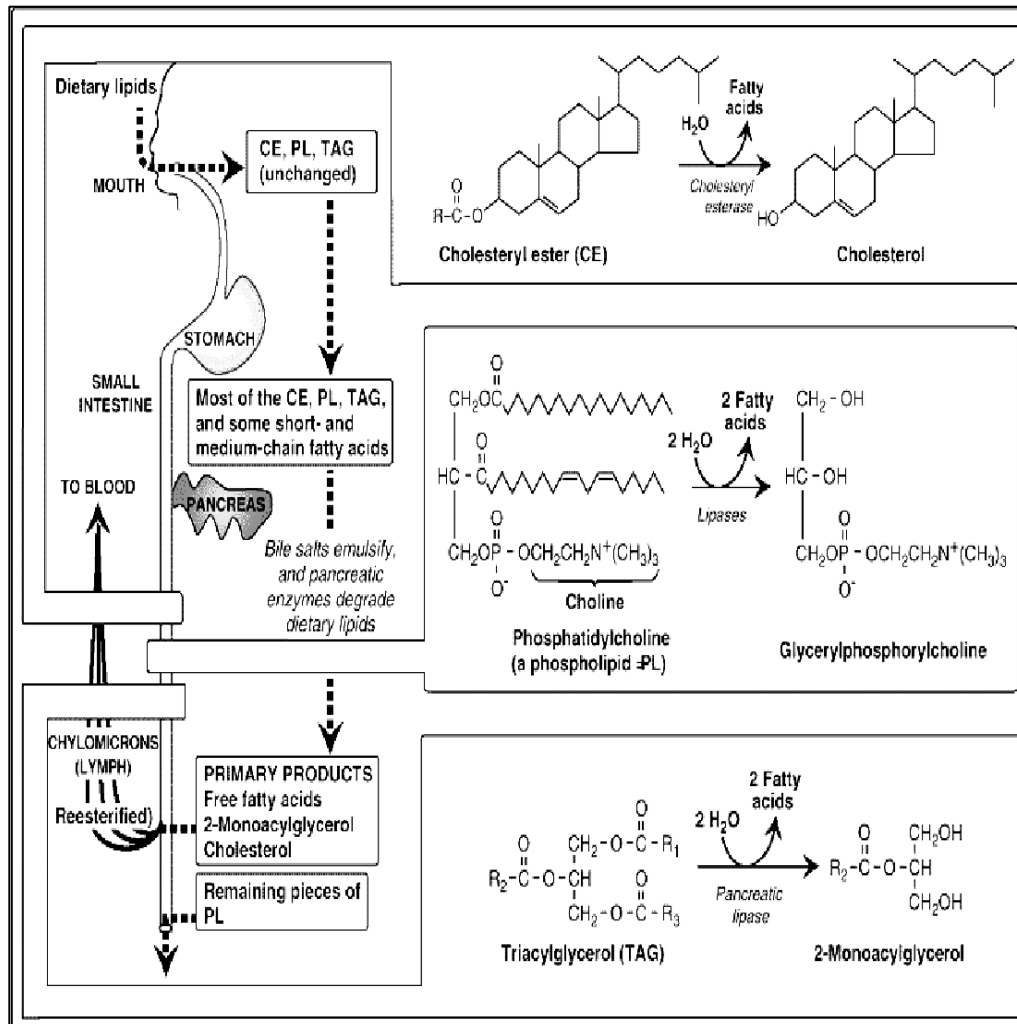 Dietary lipids
MOUTH
CE, PL, TAG
(unchanged)
STOMACH
SMALL
INTESTINE
Most of the CE, PL, TAG,
and some short- and
medium-chain fatty acids
TO BLOOD
PANCREAS
Bile salts emulsify,
and pancreatic
enzymes degrade
dietary lipids
CHYLOMICRONS
(LYMPH)
Reesterified)
PRIMARY PRODUCTS
Free fatty acids
2-Monoacylglycerol
Cholesterol
Remaining pieces of
PL
O
R-C-O
H₂O
Fatty
acids
Cholesteryl
esterase
HO
Cholesteryl ester (CE)
Cholesterol
O
CH₂OC
O
HC-C
O
CH₂OP-OCH₂CH₂N⁺(CH₃)₃
O⁻
Choline
Phosphatidylcholine
(a phospholipid =PL)
2 H₂O
2 Fatty
acids
Lipases
CH₂-OH
C-OH
O
CH₂OP-OCH₂CH₂N⁺(CH₃)₃
O⁻
Glycerylphosphorylcholine
O
CH₂-O-C-R₁
O
R₂-C-O-CH
O
CH₂-O-C-R₃
Triacylglycerol (TAG)
2 H₂O
2 Fatty
acids
Pancreatic
lipase
O
CH₂OH
R₂-C-O-C
CH₂OH
2-Monoacylglycerol